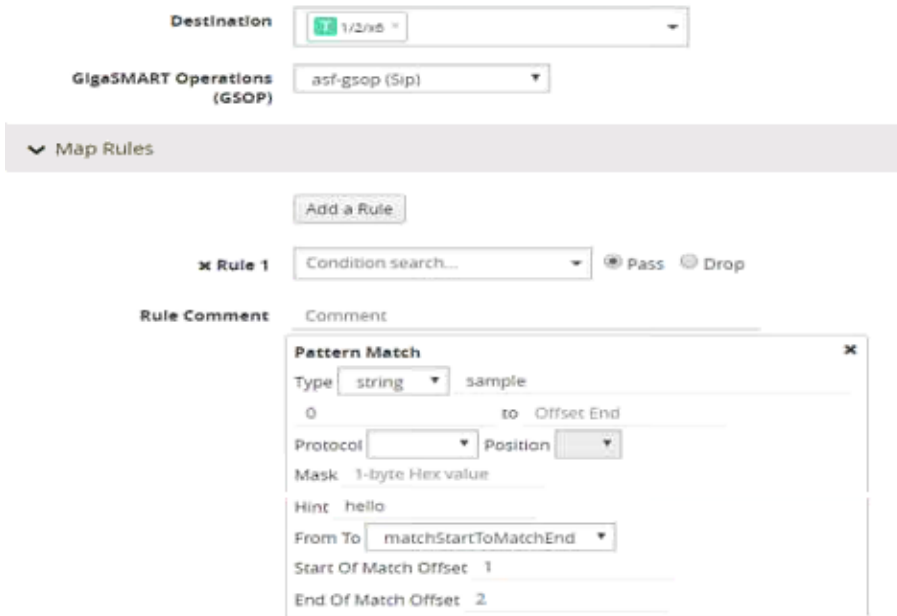 Destination
T 1/2/x6 ×
GigaSMART Operations
(GSOP)
asf-gsop (Sip)
Map Rules
Add a Rule
× Rule 1 Condition search... Pass Drop
Rule Comment Comment
Pattern Match ×
Type string sample
0 to Offset End
Protocol Position
Mask 1-byte Hex value
Hint hello
From To matchStartToMatchEnd
Start Of Match Offset 1
End Of Match Offset 2